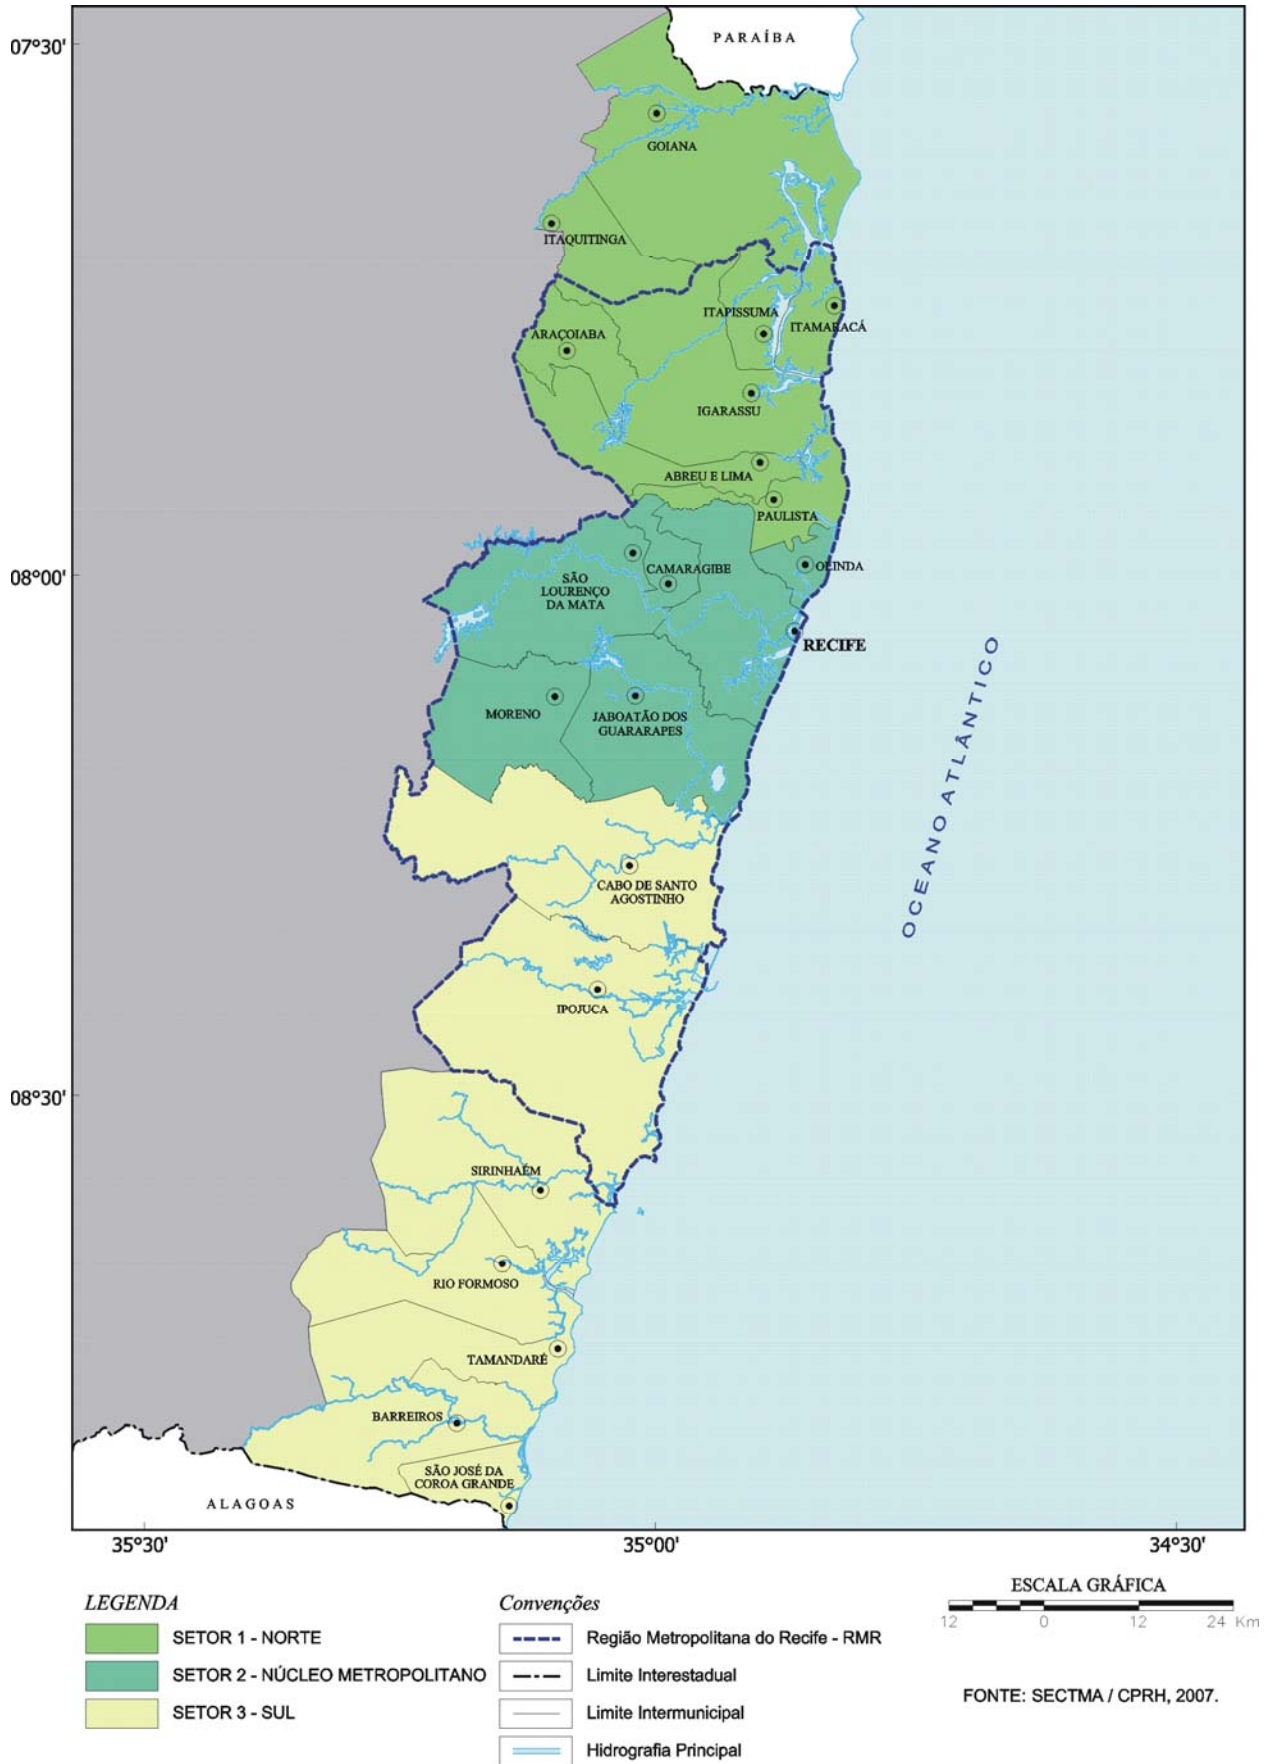 07°30'
PARAÍBA
GOIANA
ITAQUITINGA
ITAPISSUMA
ITAMARACÁ
ARAÇOIABA
IGARASSU
ABREU E LIMA
PAULISTA
08°00'
OLINDA
CAMARAGIBE
SÃO
LOURENÇO
DA MATA
RECIFE
OCEANO ATLÂNTICO
MORENO
JABOATÃO DOS
GUARARAPES
CABO DE SANTO
AGOSTINHO
IPOJUCA
08°30'
SIRINHAÉM
RIO FORMOSO
TAMANDARÉ
BARREIROS
SÃO JOSÉ DA
COROA GRANDE
ALAGOAS
35°30'
35°00'
34°30'
LEGENDA
SETOR 1 - NORTE
SETOR 2 - NÚCLEO METROPOLITANO
SETOR 3 - SUL
Convenções
Região Metropolitana do Recife - RMR
Limite Interestadual
Limite Intermunicipal
Hidrografia Principal
ESCALA GRÁFICA
12 0 12 24 Km
FONTE: SECTMA / CPRH, 2007.